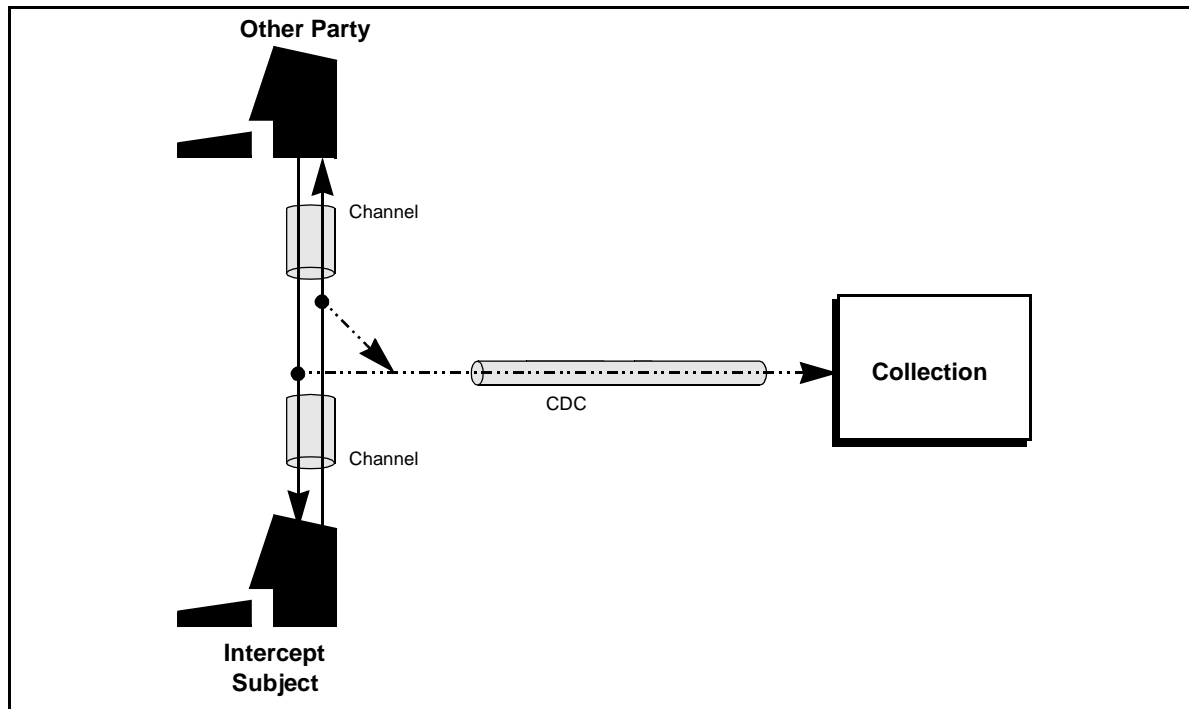 Other Party
Channel
Collection
CDC
Channel
Intercept
Subject